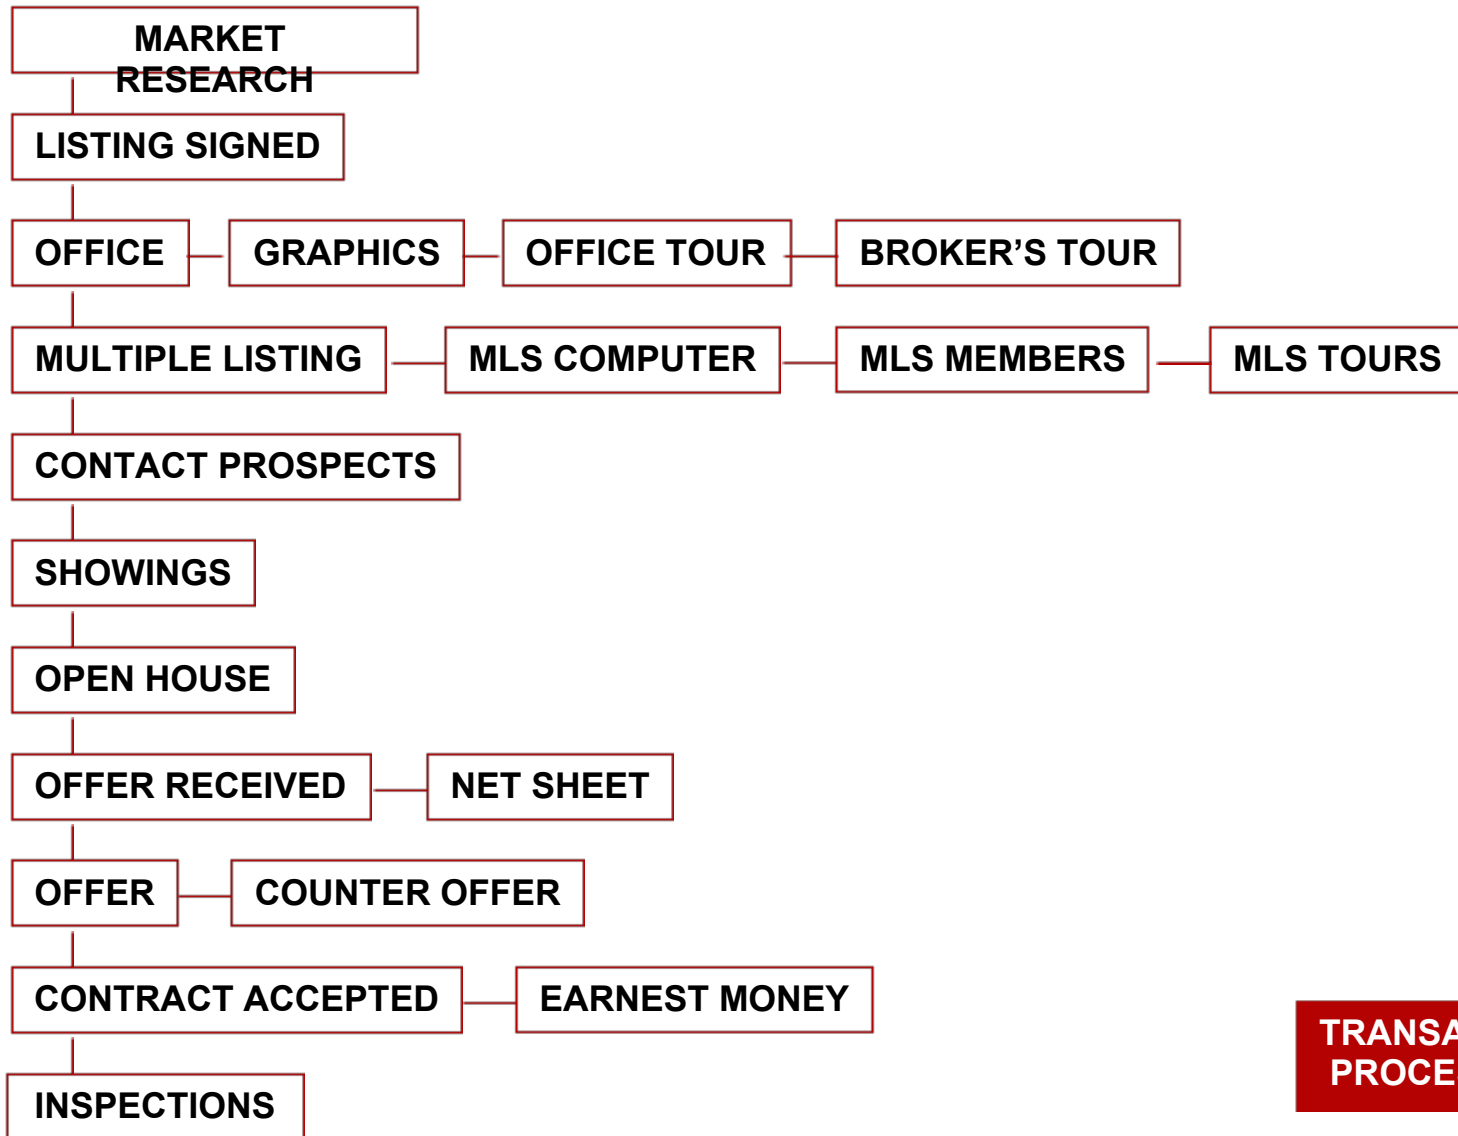 MARKET
RESEARCH
LISTING SIGNED
OFFICE GRAPHICS OFFICE TOUR BROKER’S TOUR
MULTIPLE LISTING MLS COMPUTER MLS MEMBERS MLS TOURS
CONTACT PROSPECTS
SHOWINGS
OPEN HOUSE
OFFER RECEIVED NET SHEET
OFFER COUNTER OFFER
CONTRACT ACCEPTED EARNEST MONEY
INSPECTIONS